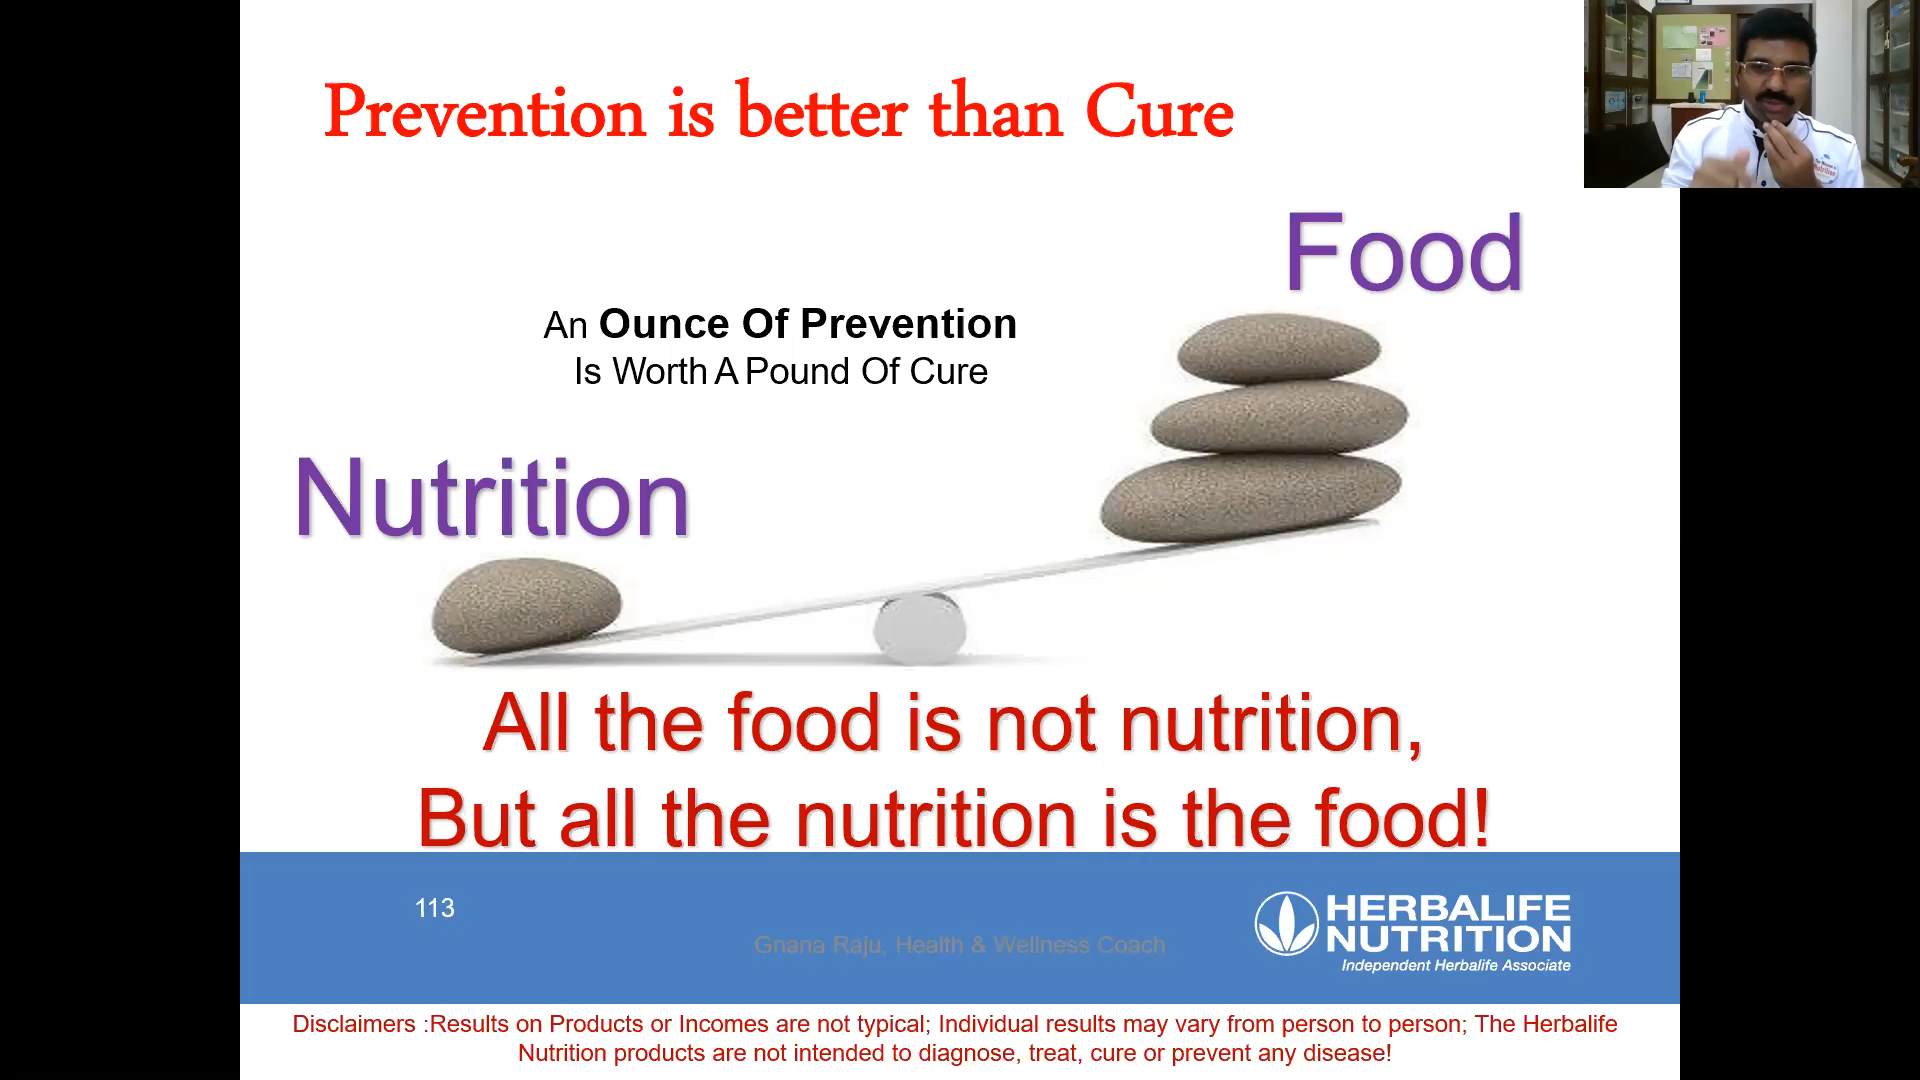 Prevention is better than Cure
Food
An Ounce Of Prevention
Is Worth A Pound Of Cure
Nutrition
All the food is not nutrition,
But all the nutrition is the food!
113
Gnana Raju, Health & Wellness Coach
HERBALIFE
NUTRITION
Independent Herbalife Associate
Disclaimers :Results on Products or Incomes are not typical; Individual results may vary from person to person; The Herbalife
Nutrition products are not intended to diagnose, treat, cure or prevent any disease!